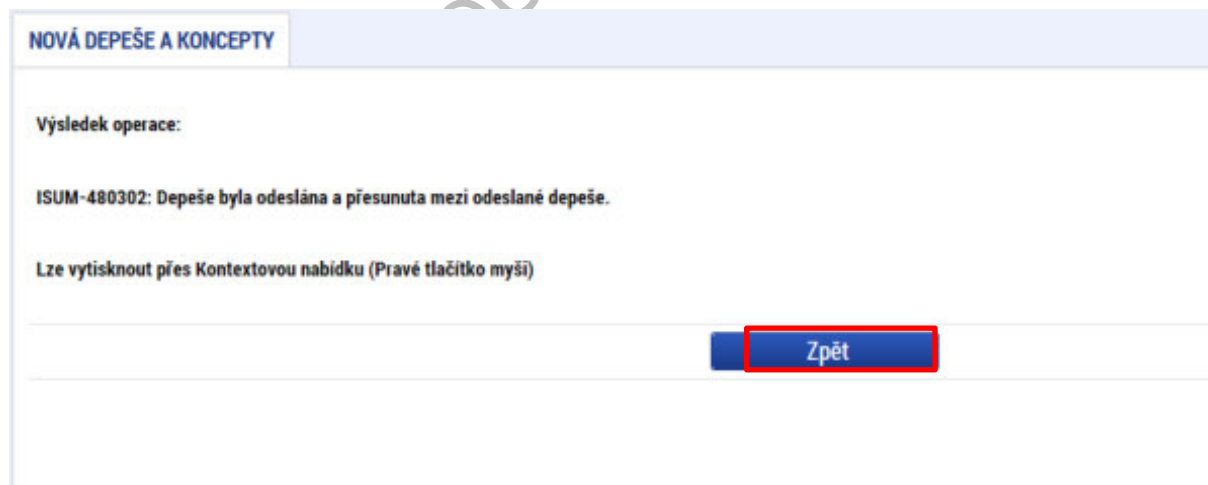 NOVÁ DEPEŠE A KONCEPTY
Výsledek operace:
ISUM-480302: Depeše byla odeslána a přesunuta mezi odeslané depeše.
Lze vytisknout přes Kontextovou nabídku (Pravé tlačítko myši)
Zpět